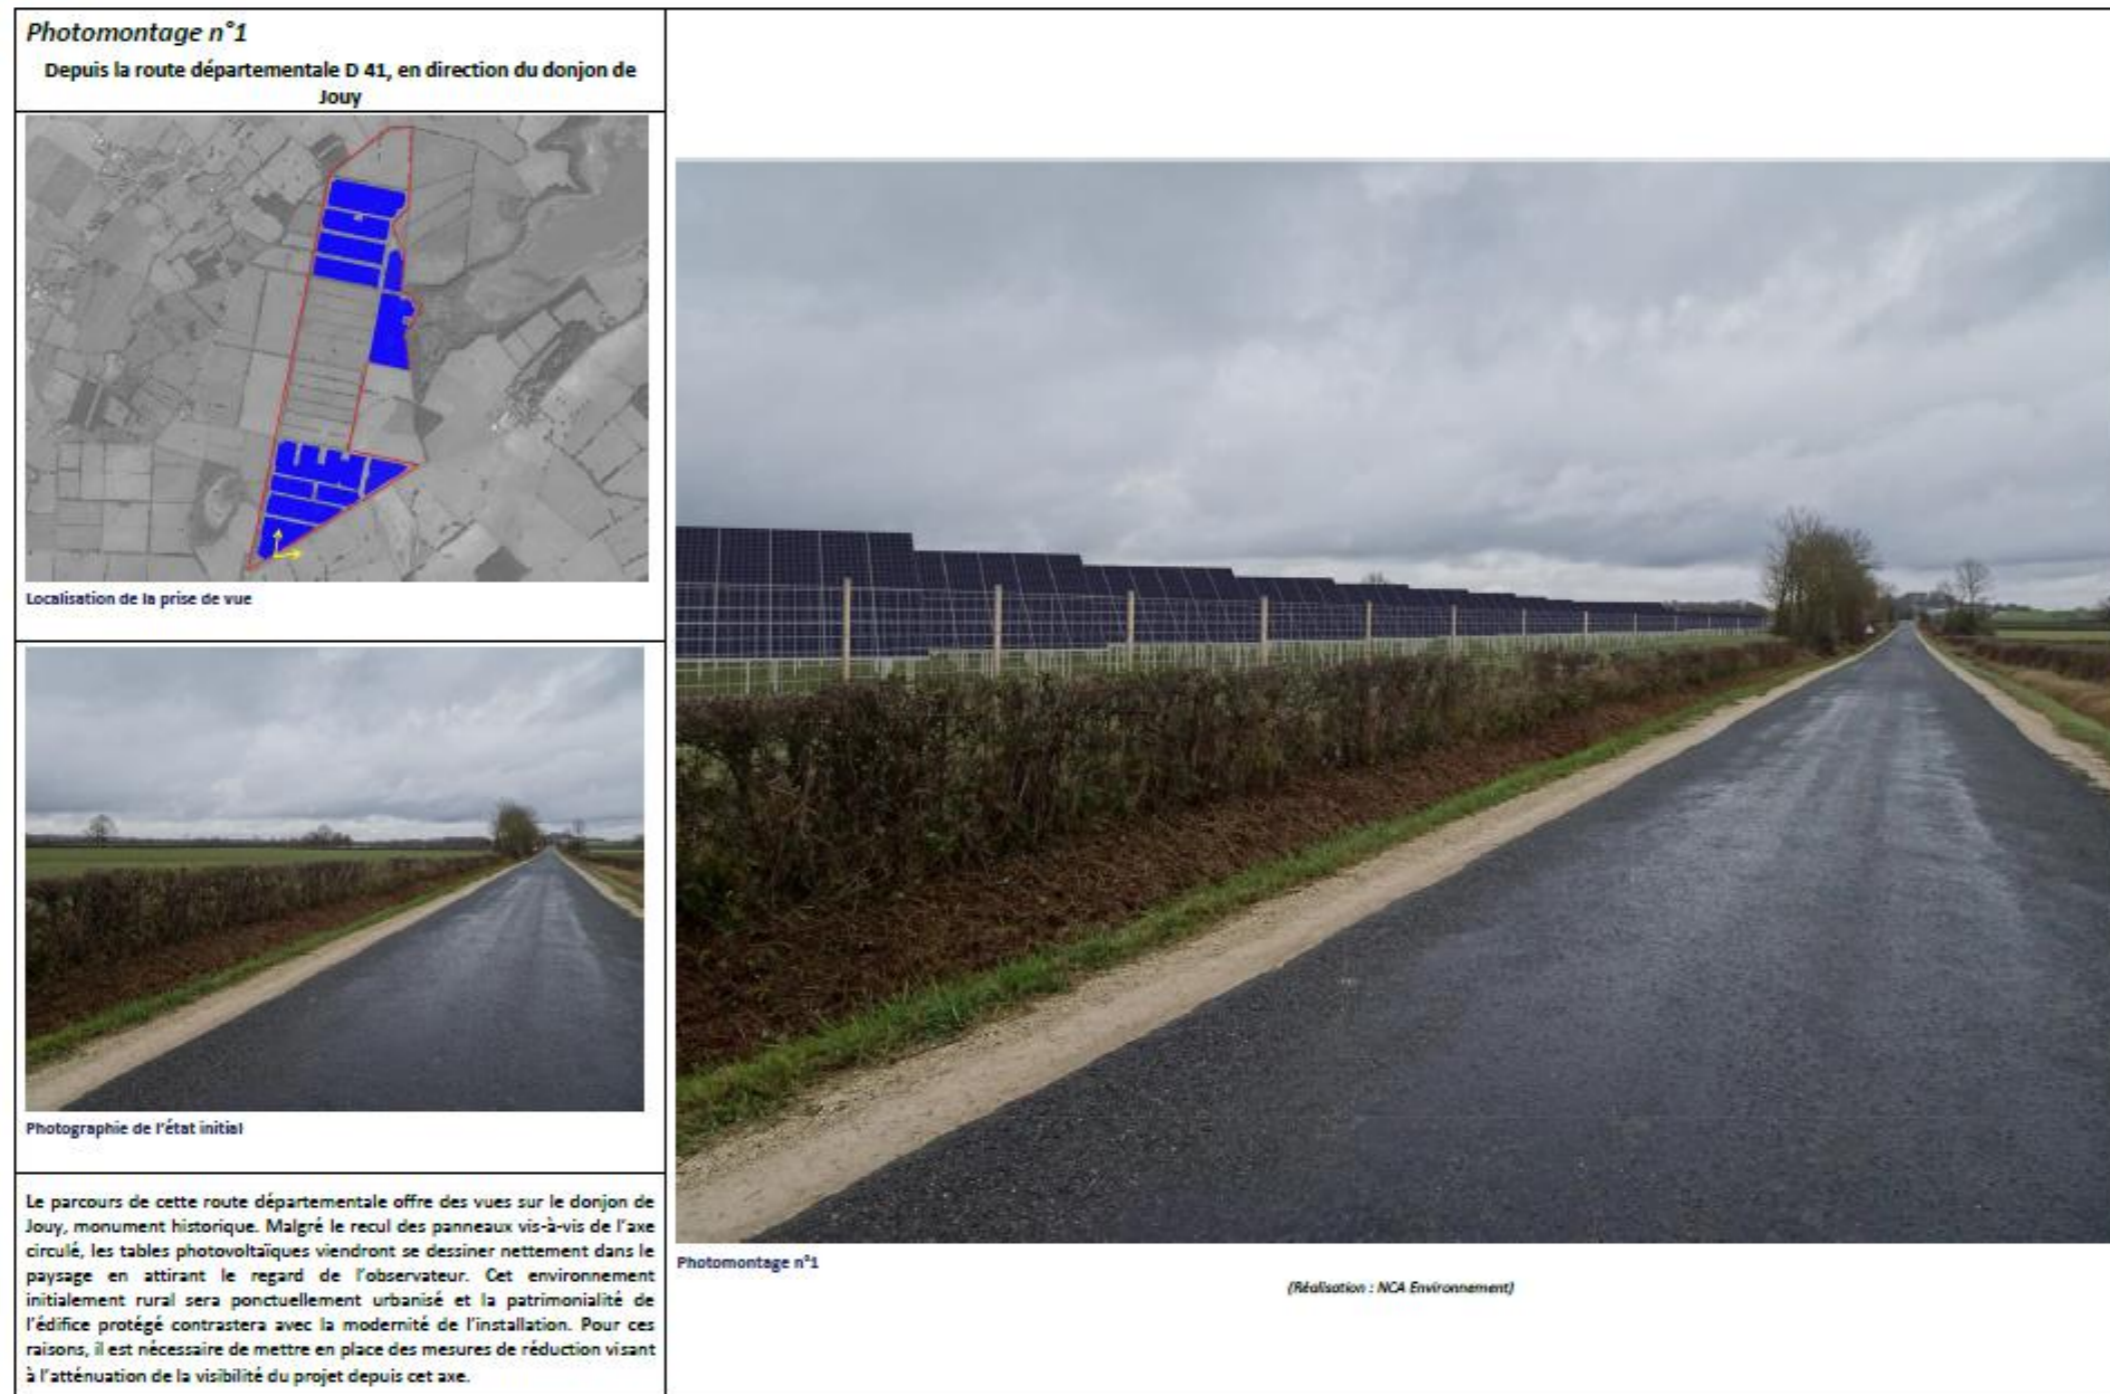 Photomontage n°1
Depuis la route départementale D 41, en direction du donjon de
Jouy
Localisation de la prise de vue
Photographie de l'état initial
Le parcours de cette route départementale offre des vues sur le donjon de
Jouy, monument historique. Malgré le recul des panneaux vis-à-vis de l'axe
circulé, les tables photovoltaïques viendront se dessiner nettement dans le
paysage en attirant le regard de l'observateur. Cet environnement
initialement rural sera ponctuellement urbanisé et la patrimonialité de
l'édifice protégé contrastera avec la modernité de l'installation. Pour ces
raisons, il est nécessaire de mettre en place des mesures de réduction visant
à l'atténuation de la visibilité du projet depuis cet axe.
Photomontage n°1
(Réalisation : NCA Environnement)